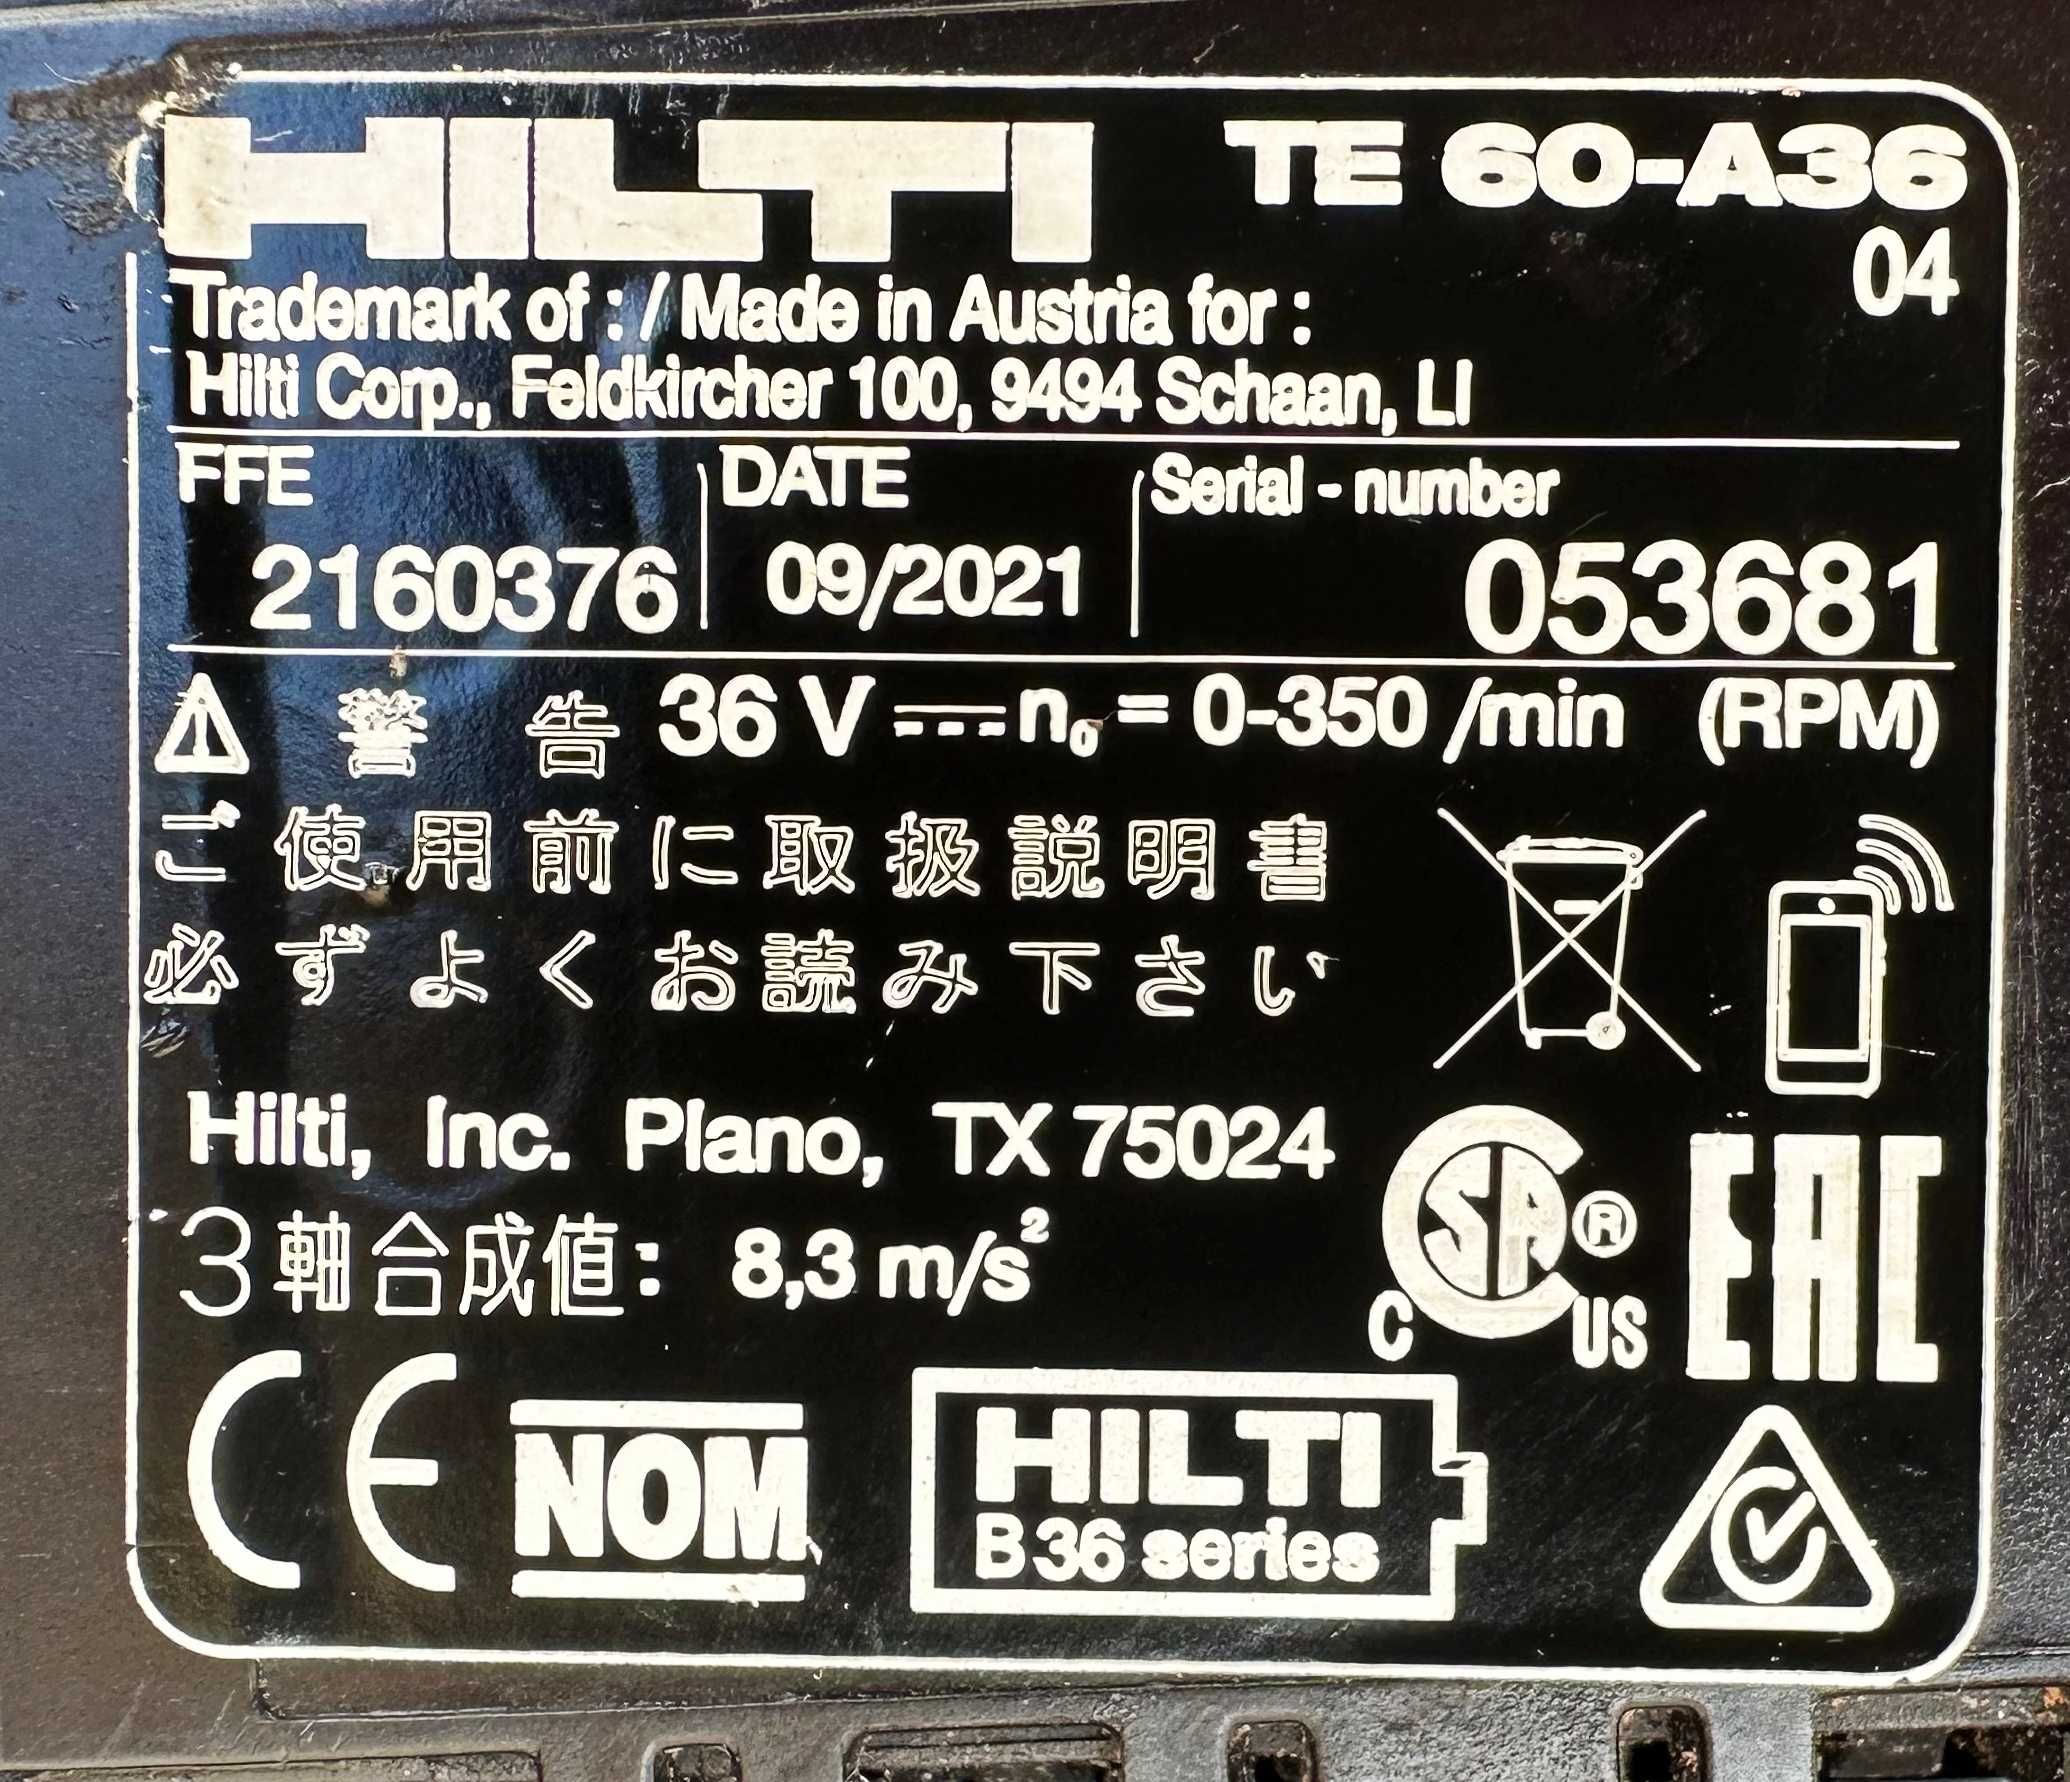 HILTI TE 60-A36
04
Trademark of : / Made in Austria for :
Hilti Corp., Feldkircher 100, 9494 Schaan, LI
FFE DATE Serial - number
2160376 09/2021 053681
警告 36 V n₀ = 0-350 /min (RPM)
ご使用前に取扱説明書
必ずよくお読み下さい
Hilti, Inc. Plano, TX 75024
3軸合成値: 8,3 m/s²
C SA ® C US EAC
CE NOM HILTI
B36 series